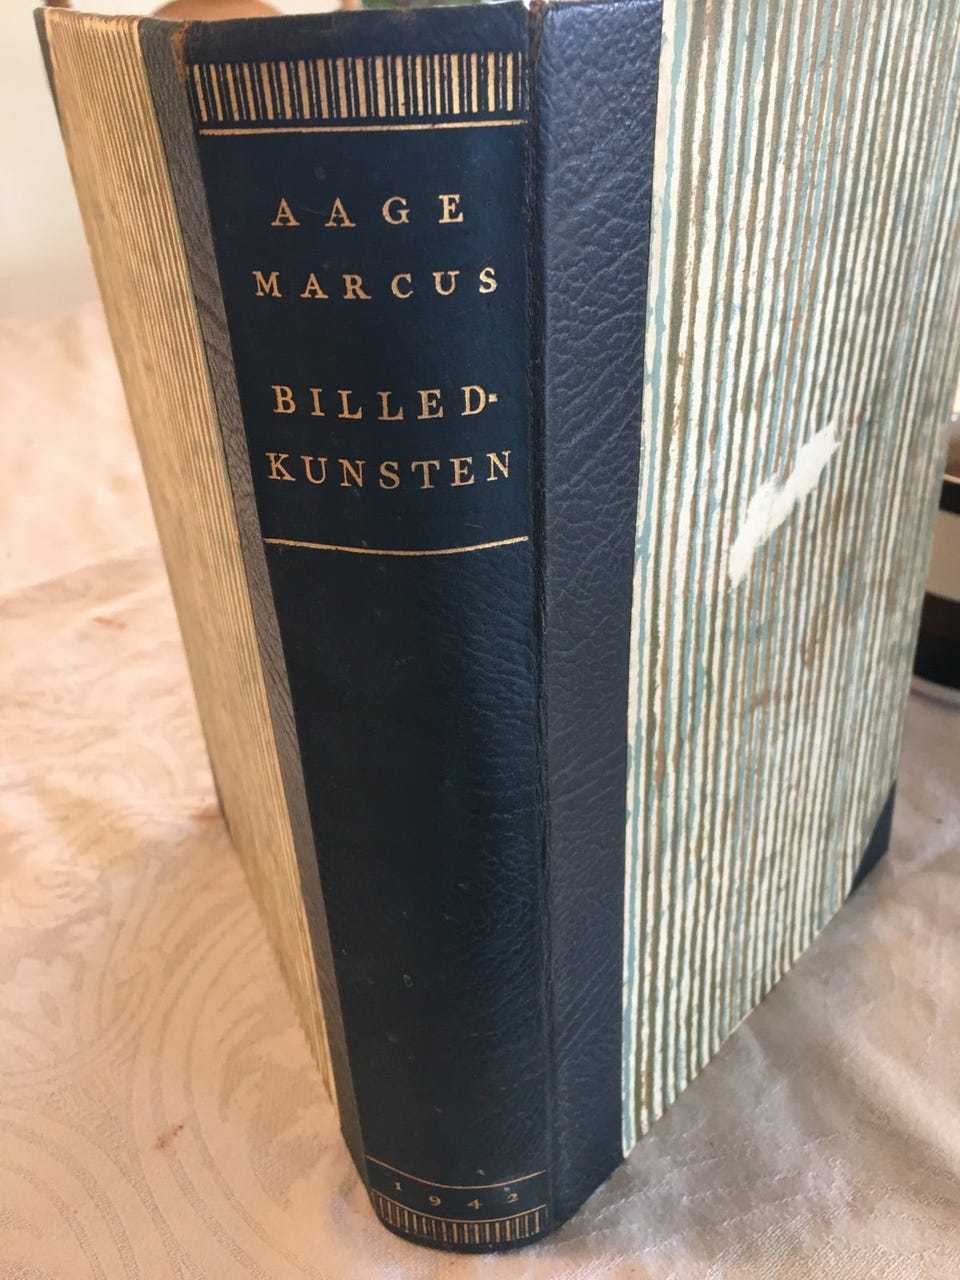 AAGE
MARCUS
BILLED-
KUNSTEN
1942